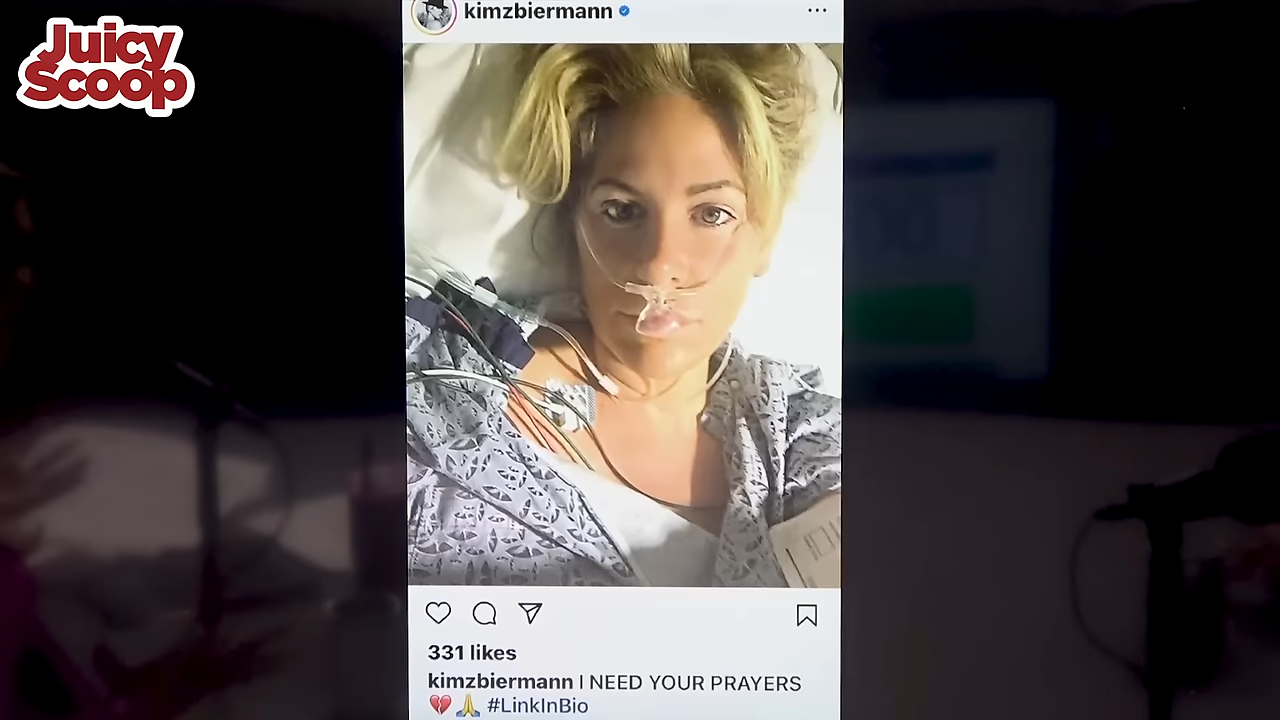 Juicy
Scoop
kimzbiermann
331 likes
kimzbiermann I NEED YOUR PRAYERS
💔🙏 #LinkInBio